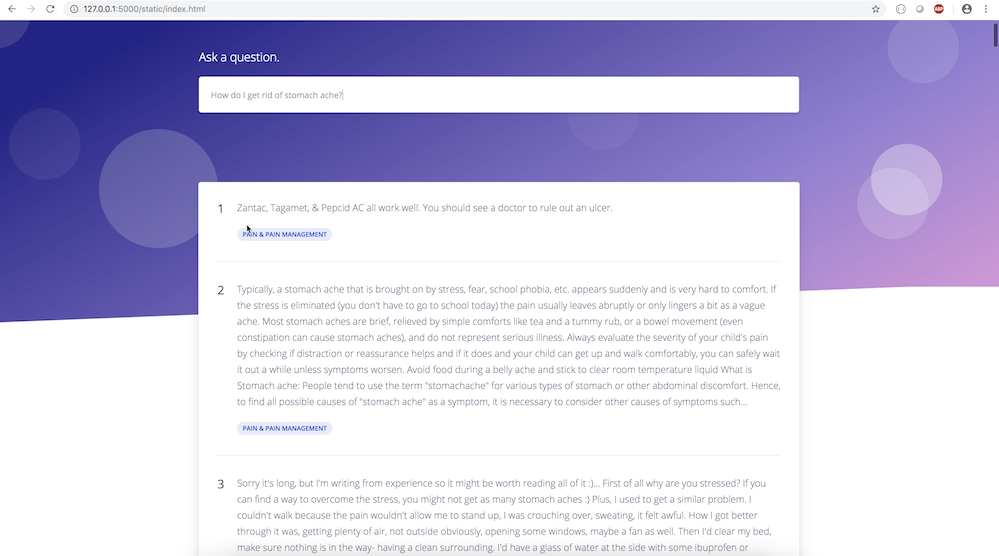 127.0.0.1:5000/static/index.html
ABP
Ask a question.
How do I get rid of stomach ache?
1
Zantac, Tagamet, & Pepcid AC all work well. You should see a doctor to rule out an ulcer.
PAIN & PAIN MANAGEMENT
2
Typically, a stomach ache that is brought on by stress, fear, school phobia, etc. appears suddenly and is very hard to comfort. If
the stress is eliminated (you don't have to go to school today) the pain usually leaves abruptly or only lingers a bit as a vague
ache. Most stomach aches are brief, relieved by simple comforts like tea and a tummy rub, or a bowel movement (even
constipation can cause stomach aches), and do not represent serious illness. Always evaluate the severity of your child's pain
by checking if distraction or reassurance helps and if it does and your child can get up and walk comfortably, you can safely wait
it out a while unless symptoms worsen. Avoid food during a belly ache and stick to clear room temperature liquid What is
Stomach ache: People tend to use the term "stomachache" for various types of stomach or other abdominal discomfort. Hence,
to find all possible causes of "stomach ache" as a symptom, it is necessary to consider other causes of symptoms such...
PAIN & PAIN MANAGEMENT
3
Sorry it's long, but I'm writing from experience so it might be worth reading all of it :)... First of all why are you stressed? If you
can find a way to overcome the stress, you might not get as many stomach aches :) Plus, I used to get a similar problem. I
couldn't walk because the pain wouldn't allow me to stand up, I was crouching over, sweating, it felt awful. How I got better
through it was, getting plenty of air, not outside obviously, opening some windows, maybe a fan as well. Then I'd clear my bed,
make sure nothing is in the way- having a clean surrounding. I'd have a glass of water at the side with some ibuprofen or